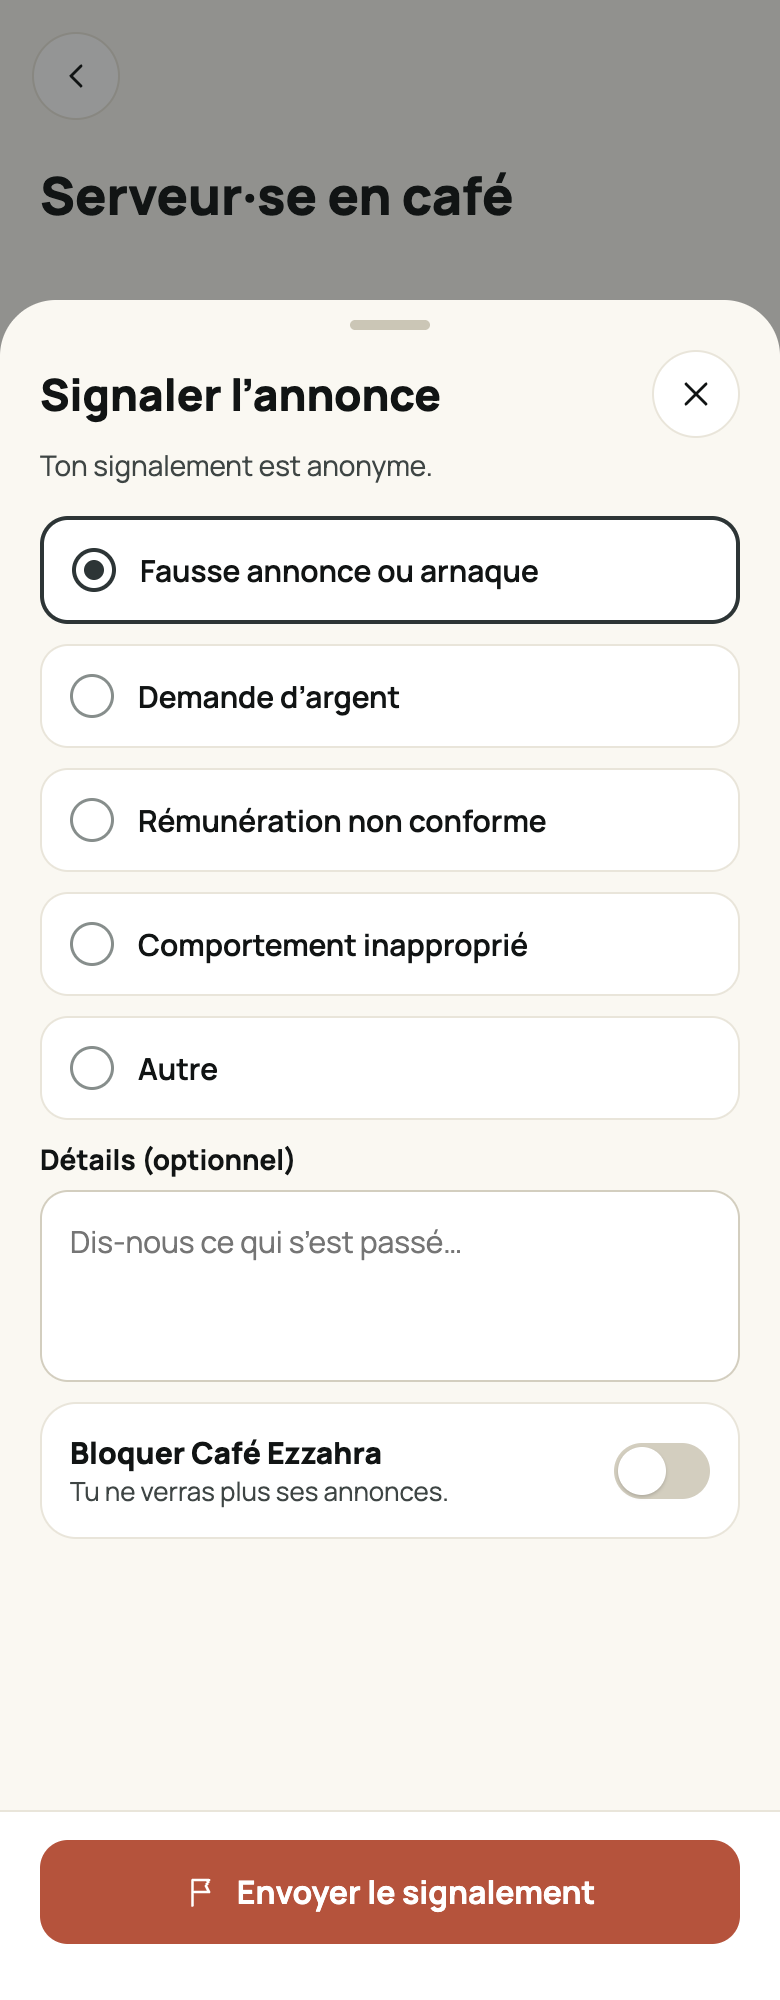 Serveur·se en café
Signaler l’annonce
Ton signalement est anonyme.
Fausse annonce ou arnaque
Demande d’argent
Rémunération non conforme
Comportement inapproprié
Autre
Détails (optionnel)
Dis-nous ce qui s’est passé…
Bloquer Café Ezzahra
Tu ne verras plus ses annonces.
Envoyer le signalement